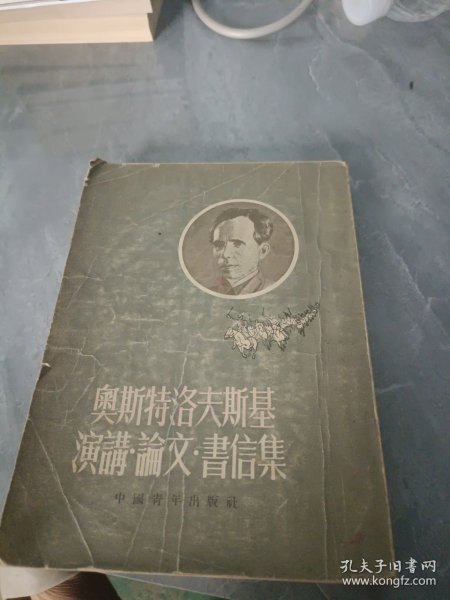 奧斯特洛夫斯基
演講·論文·書信集
中國青年出版社
孔夫子旧书网
www.kongfz.com